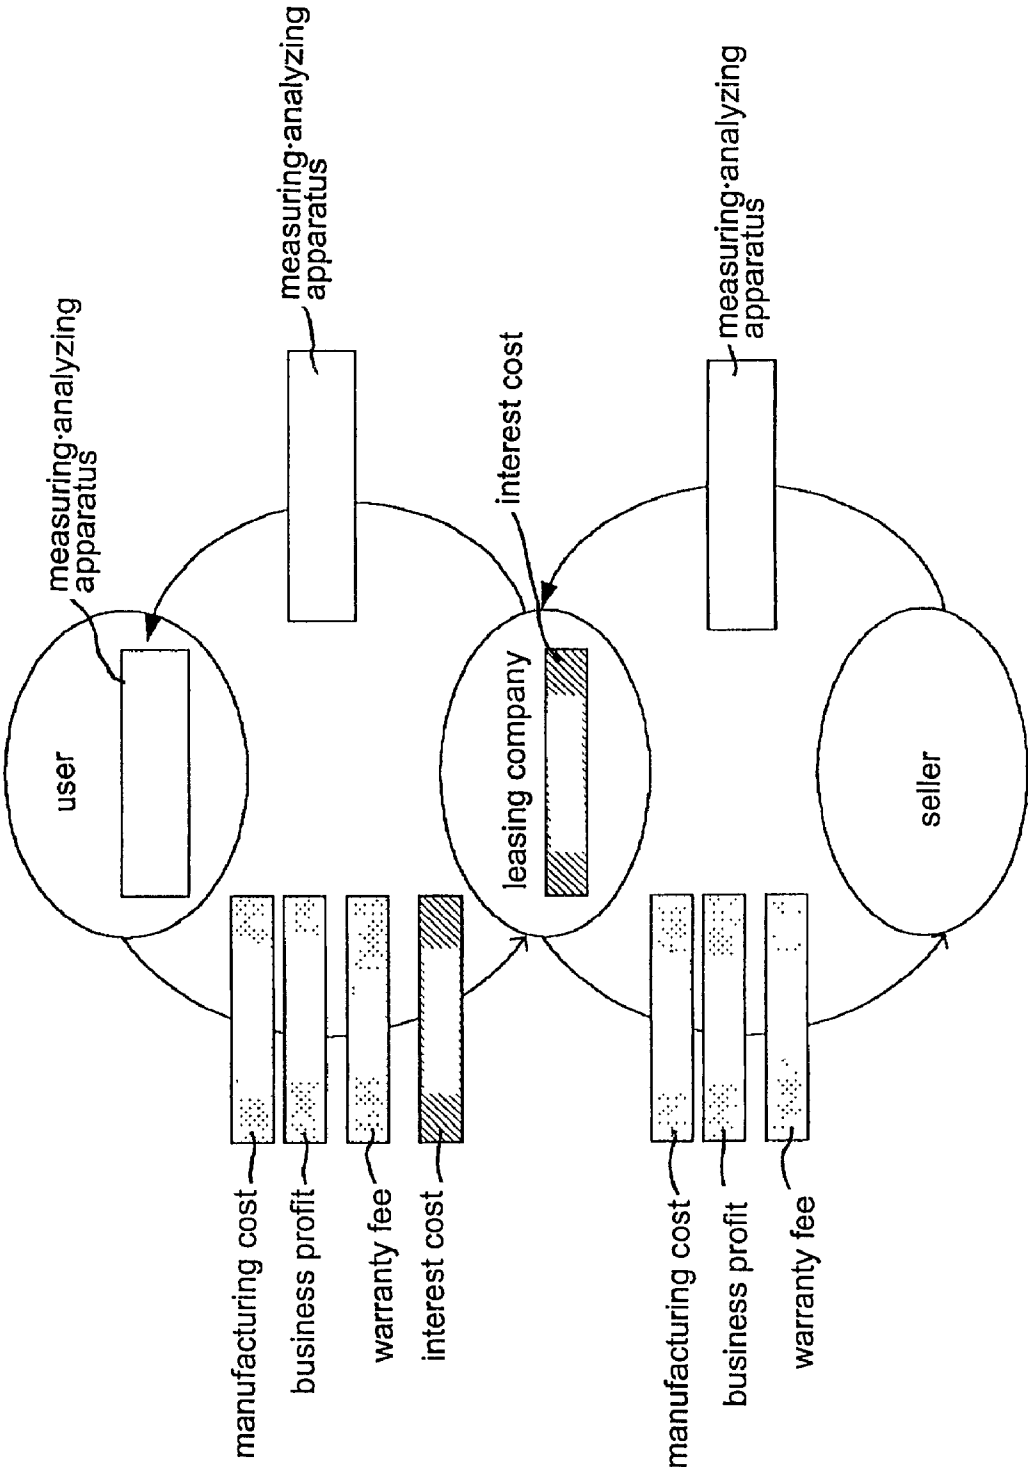 user
measuring·analyzing
apparatus
measuring·analyzing
apparatus
manufacturing cost
business profit
warranty fee
interest cost
leasing company
interest cost
measuring·analyzing
apparatus
manufacturing cost
business profit
warranty fee
seller